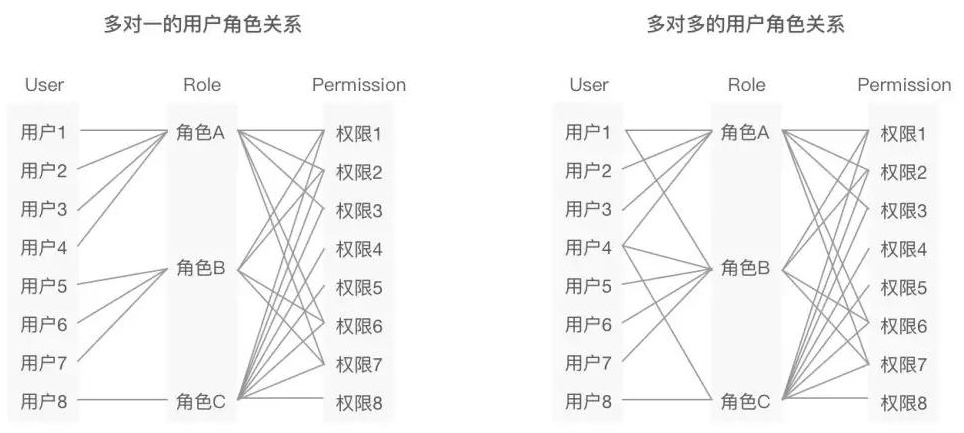 多对一的用户角色关系
User
Role
Permission
用户1
用户2
用户3
用户4
用户5
用户6
用户7
用户8
角色A
角色B
角色C
权限1
权限2
权限3
权限4
权限5
权限6
权限7
权限8
多对多的用户角色关系
User
Role
Permission
用户1
用户2
用户3
用户4
用户5
用户6
用户7
用户8
角色A
角色B
角色C
权限1
权限2
权限3
权限4
权限5
权限6
权限7
权限8